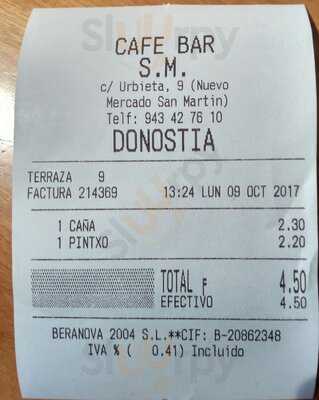 CAFE BAR
S.M.
c/ Urbieta, 9 (Nuevo
Mercado San Martin)
Telf: 943 42 76 10
DONOSTIA
TERRAZA 9
FACTURA 214369 13:24 LUN 09 OCT 2017
1 CAÑA 2.30
1 PINTXO 2.20
TOTAL F 4.50
EFECTIVO 4.50
BERANOVA 2004 S.L.**CIF: B-20862348
IVA % ( 0.41) Incluido